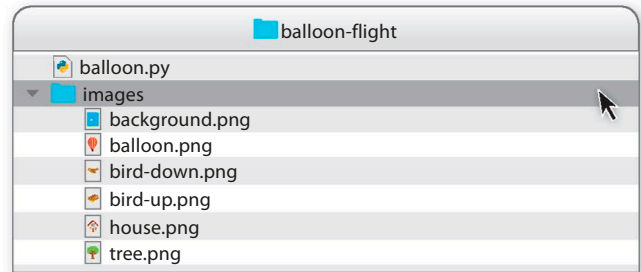 balloon-flight
balloon.py
images
background.png
balloon.png
bird-down.png
bird-up.png
house.png
tree.png